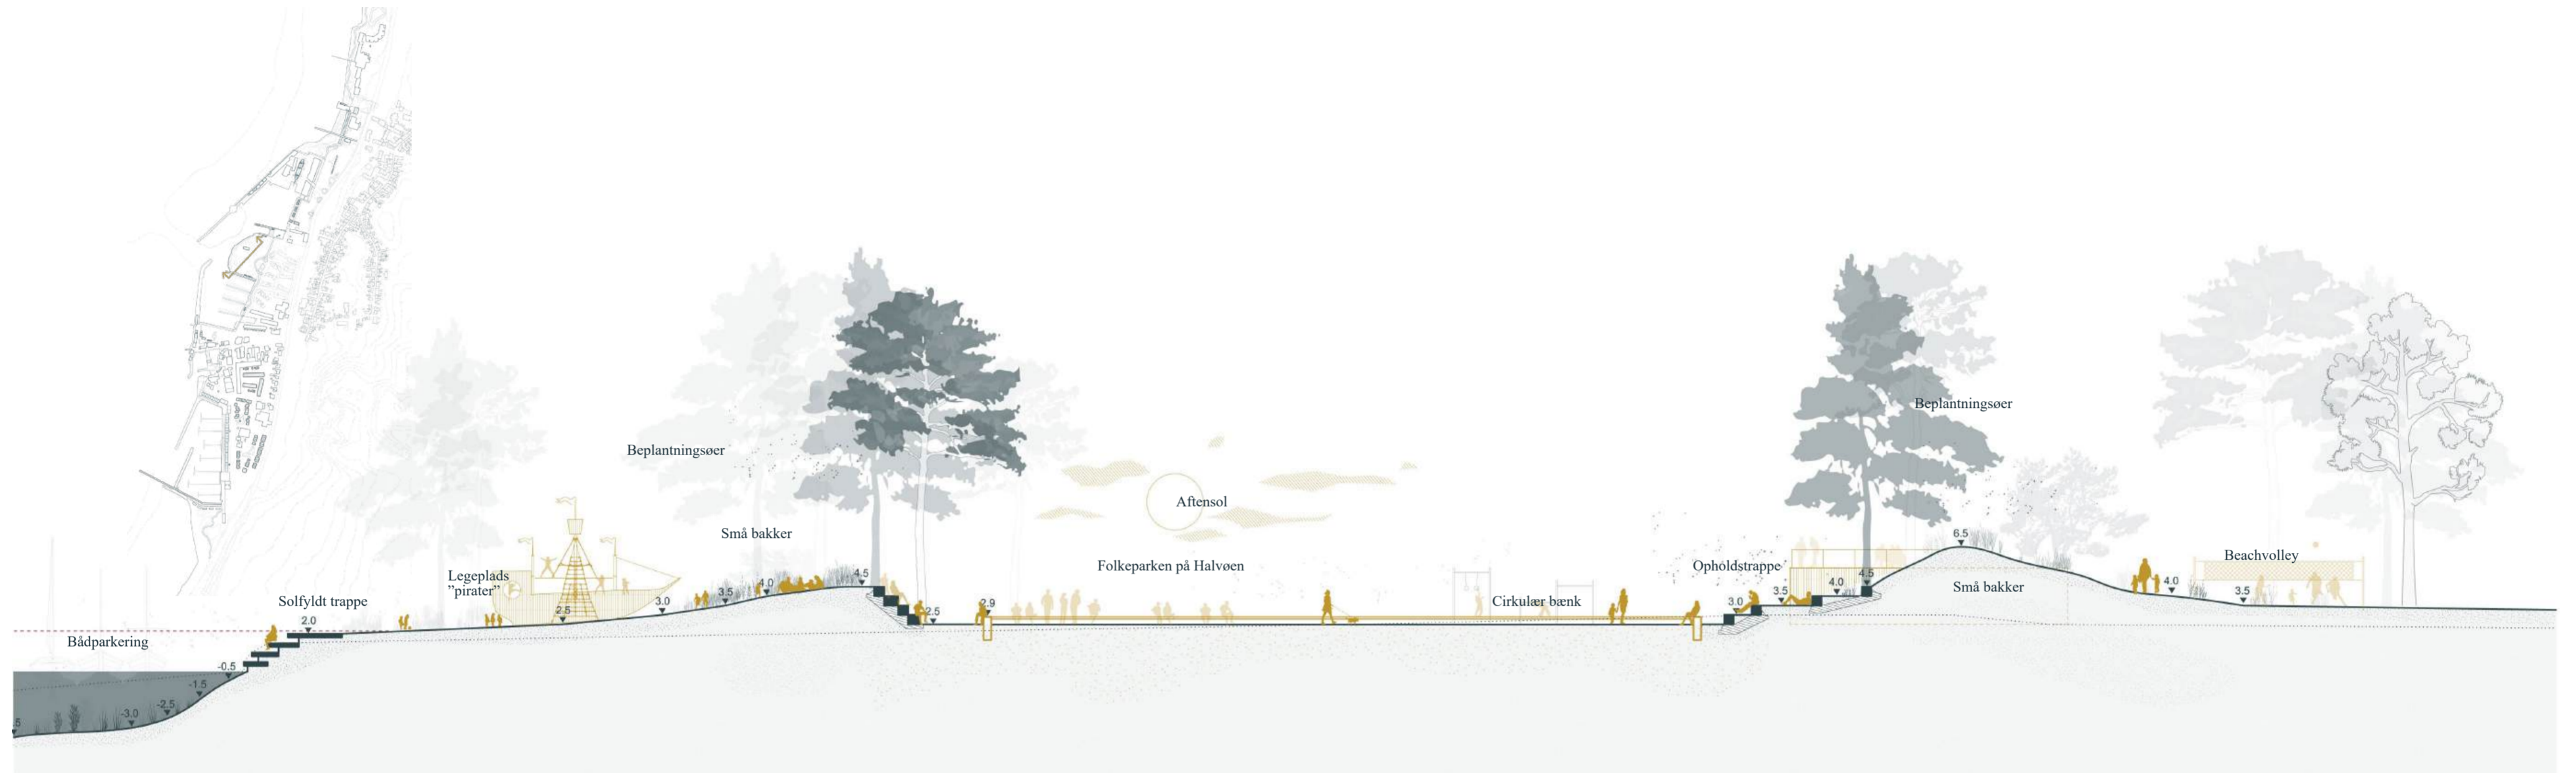 Beplantningsøer
Beplantningsøer
Aftensol
Små bakker
6.5
Folkeparken på Halvøen
Beachvolley
Opholdstrappe
Legeplads
"pirater"
Små bakker
4.5
4.0
3.5
3.0
2.5
2.5
2.9
Cirkulær bænk
3.0
3.5
4.0
4.5
4.0
3.5
Solfyldt trappe
2.0
Bådparkering
-0.5
-1.5
-2.5
-3.0